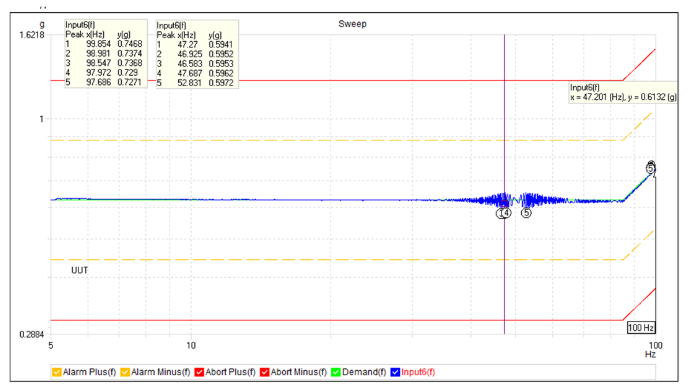 g
Sweep
1.6218
Input6(f)
Peak x(Hz) y(g)
1 99.854 0.7468
2 98.981 0.7374
3 98.547 0.7368
4 97.972 0.729
5 97.686 0.7271
Input6(f)
Peak x(Hz) y(g)
1 47.27 0.5941
2 46.925 0.5952
3 46.583 0.5953
4 47.687 0.5962
5 52.831 0.5972
Input6(f)
x = 47.201 (Hz), y = 0.6132 (g)
1
5
1 4 5
UUT
100 Hz
0.2884
5 10 100
Hz
Alarm Plus(f) Alarm Minus(f) Abort Plus(f) Abort Minus(f) Demand(f) Input6(f)